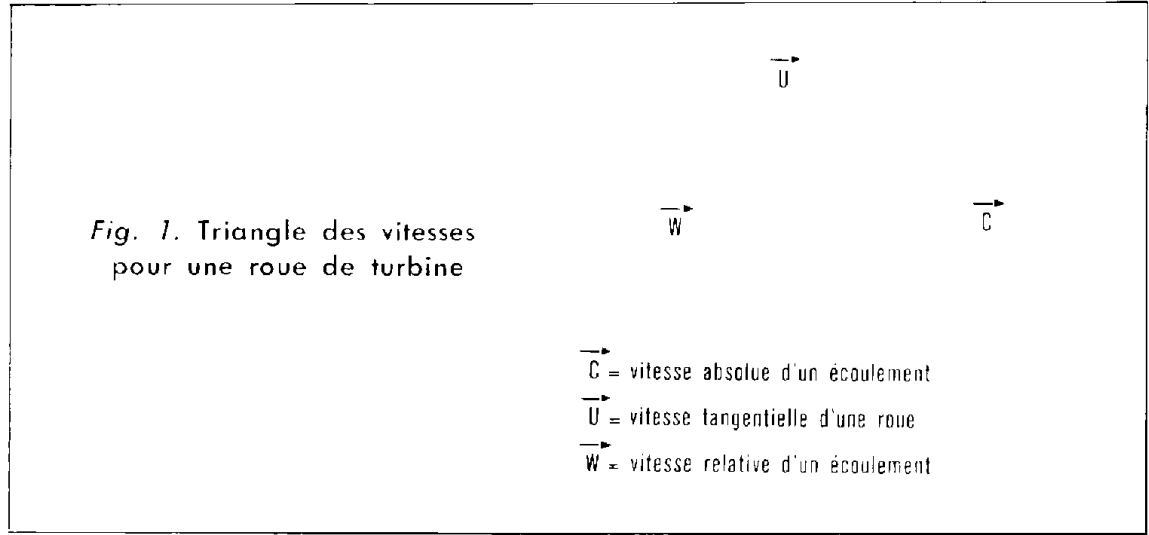 U
Fig. 1. Triangle des vitesses
pour une roue de turbine
W C
C = vitesse absolue d'un écoulement
U = vitesse tangentielle d'une roue
W = vitesse relative d'un écoulement